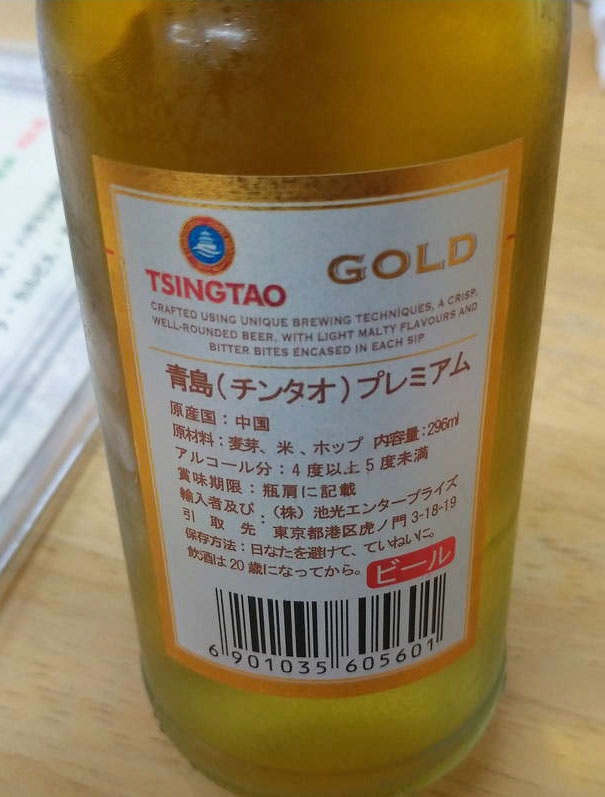 TSINGTAO
GOLD
CRAFTED USING UNIQUE BREWING TECHNIQUES, A CRISP,
WELL-ROUNDED BEER, WITH LIGHT MALTY FLAVOURS AND
BITTER BITES ENCASED IN EACH SIP
青島(チンタオ)プレミアム
原産国:中国
原材料:麦芽、米、ホップ 内容量:296ml
アルコール分:4度以上5度未満
賞味期限:瓶肩に記載
輸入者及び:(株)池光エンタープライズ
引取先 東京都港区虎ノ門3-18-19
保存方法:日なたを避けて、ていねいに。
飲酒は20歳になってから。 ビール
6 901035 605601